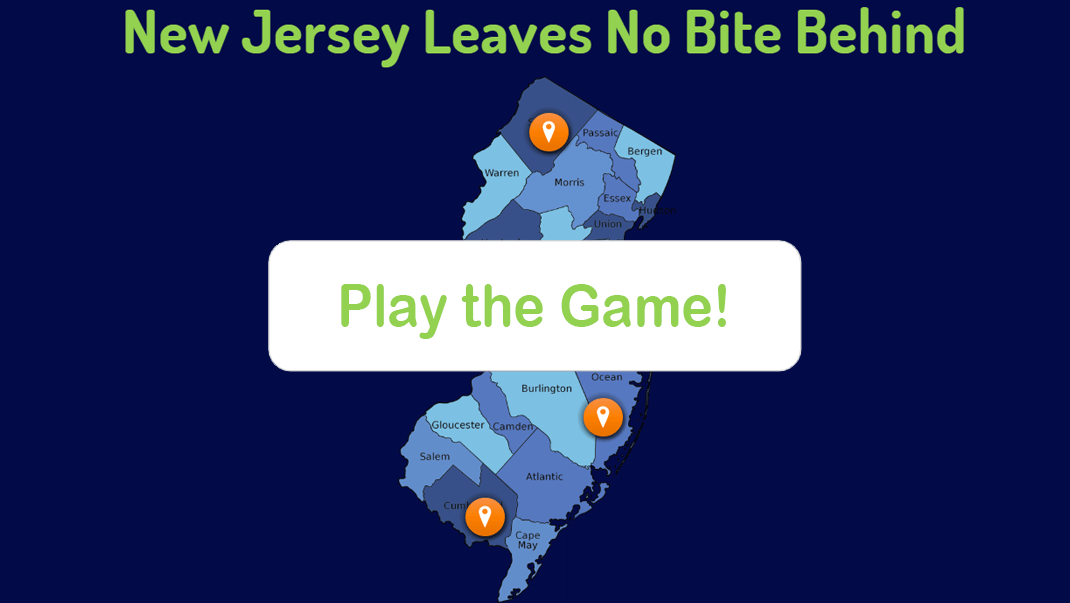 New Jersey Leaves No Bite Behind
Passaic
Bergen
Warren
Morris
Essex
Hudson
Union
Play the Game!
Ocean
Burlington
Gloucester
Camden
Salem
Atlantic
Cape
May